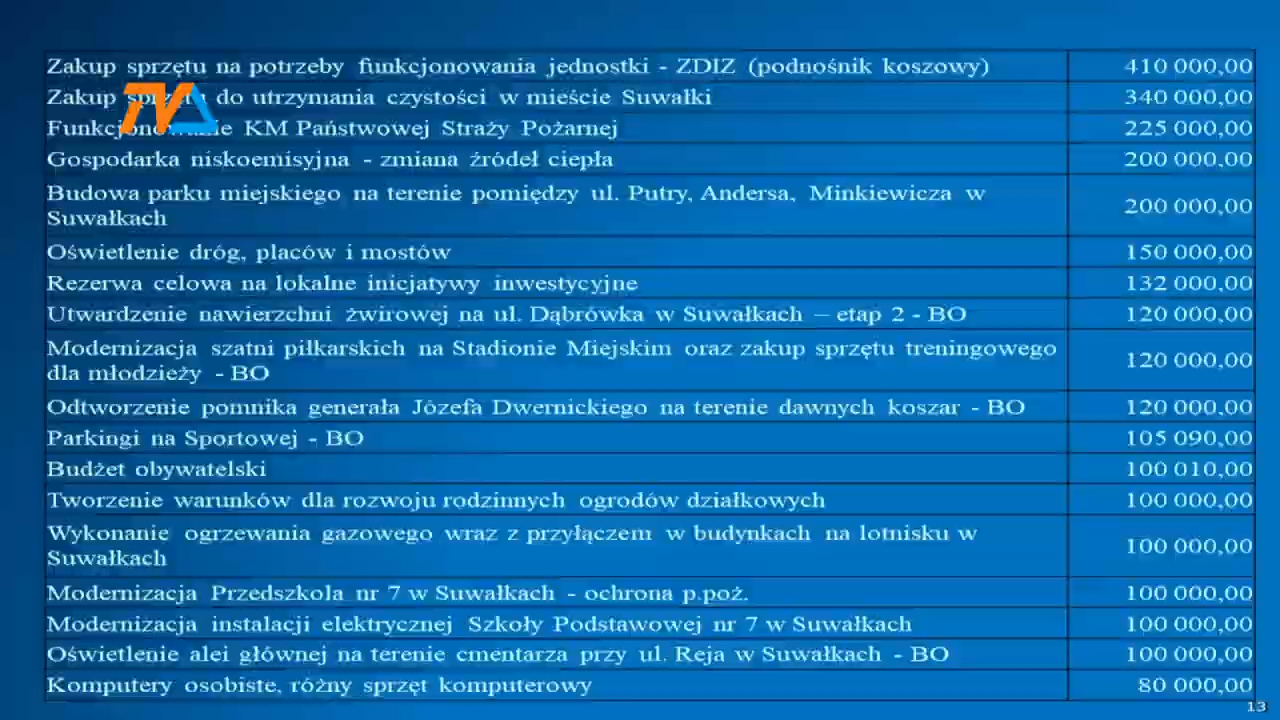 Zakup sprzętu na potrzeby funkcjonowania jednostki - ZDIZ (podnośnik koszowy) 410 000,00
TVA
Zakup sprzętu do utrzymania czystości w mieście Suwałki 340 000,00
Funkcjonowanie KM Państwowej Straży Pożarnej 225 000,00
Gospodarka niskoemisyjna - zmiana źródeł ciepła 200 000,00
Budowa parku miejskiego na terenie pomiędzy ul. Putry, Andersa, Minkiewicza w
Suwałkach 200 000,00
Oświetlenie dróg, placów i mostów 150 000,00
Rezerwa celowa na lokalne inicjatywy inwestycyjne 132 000,00
Utwardzenie nawierzchni żwirowej na ul. Dąbrówka w Suwałkach – etap 2 - BO 120 000,00
Modernizacja szatni piłkarskich na Stadionie Miejskim oraz zakup sprzętu treningowego
dla młodzieży - BO 120 000,00
Odtworzenie pomnika generała Józefa Dwernickiego na terenie dawnych koszar - BO 120 000,00
Parkingi na Sportowej - BO 105 090,00
Budżet obywatelski 100 010,00
Tworzenie warunków dla rozwoju rodzinnych ogrodów działkowych 100 000,00
Wykonanie ogrzewania gazowego wraz z przyłączem w budynkach na lotnisku w
Suwałkach 100 000,00
Modernizacja Przedszkola nr 7 w Suwałkach - ochrona p.poż. 100 000,00
Modernizacja instalacji elektrycznej Szkoły Podstawowej nr 7 w Suwałkach 100 000,00
Oświetlenie alei głównej na terenie cmentarza przy ul. Reja w Suwałkach - BO 100 000,00
Komputery osobiste, różny sprzęt komputerowy 80 000,00
13